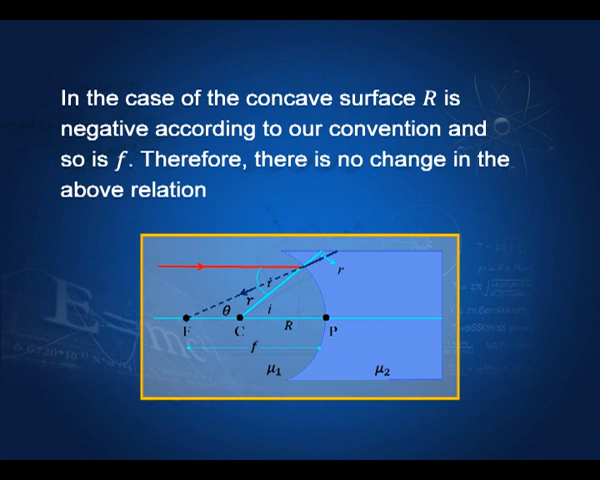 In the case of the concave surface R is
negative according to our convention and
so is f. Therefore, there is no change in the
above relation
r
i
r
θ
i
F
C
R
P
f
μ₁
μ₂
E=mc